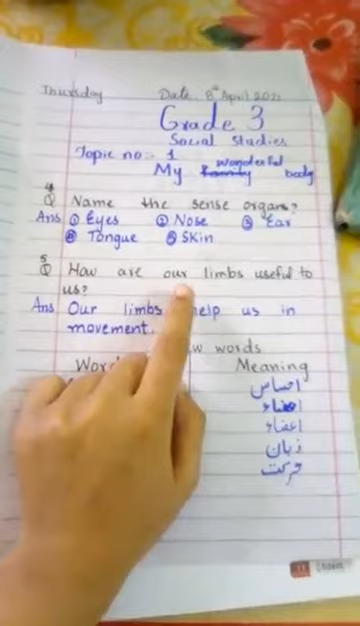 Thursday Date. 8th April 2021
Grade 3
Social studies
Topic no:- 1
My wonderful body
4 Q Name the sense organs?
Ans ① Eyes ② Nose ③ Ear
④ Tongue ⑤ Skin
5 Q How are our limbs useful to
us?
Ans Our limbs help us in
movement.
words
Meaning
احساس
اعضاء
اعضاء
زبان
حرکت